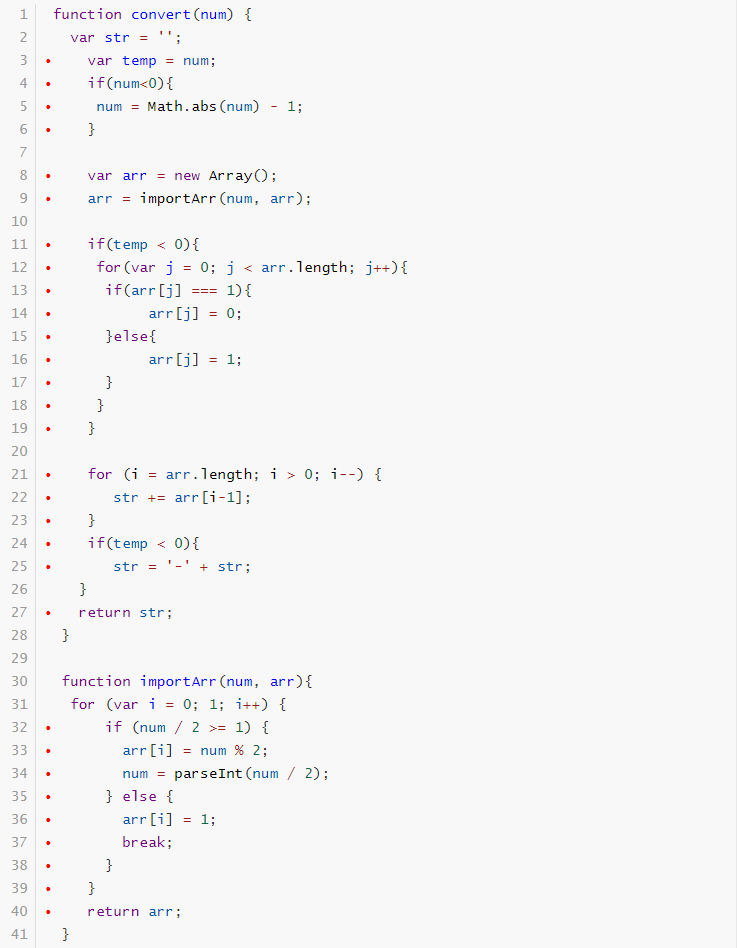 1 function convert(num) {
2 var str = '';
3 • var temp = num;
4 • if(num<0){
5 • num = Math.abs(num) - 1;
6 • }
7
8 • var arr = new Array();
9 • arr = importArr(num, arr);
10
11 • if(temp < 0){
12 • for(var j = 0; j < arr.length; j++){
13 • if(arr[j] === 1){
14 • arr[j] = 0;
15 • }else{
16 • arr[j] = 1;
17 • }
18 • }
19 • }
20
21 • for (i = arr.length; i > 0; i--) {
22 • str += arr[i-1];
23 • }
24 • if(temp < 0){
25 • str = '-' + str;
26 }
27 • return str;
28 }
29
30 function importArr(num, arr){
31 for (var i = 0; 1; i++) {
32 • if (num / 2 >= 1) {
33 • arr[i] = num % 2;
34 • num = parseInt(num / 2);
35 • } else {
36 • arr[i] = 1;
37 • break;
38 • }
39 • }
40 • return arr;
41 }